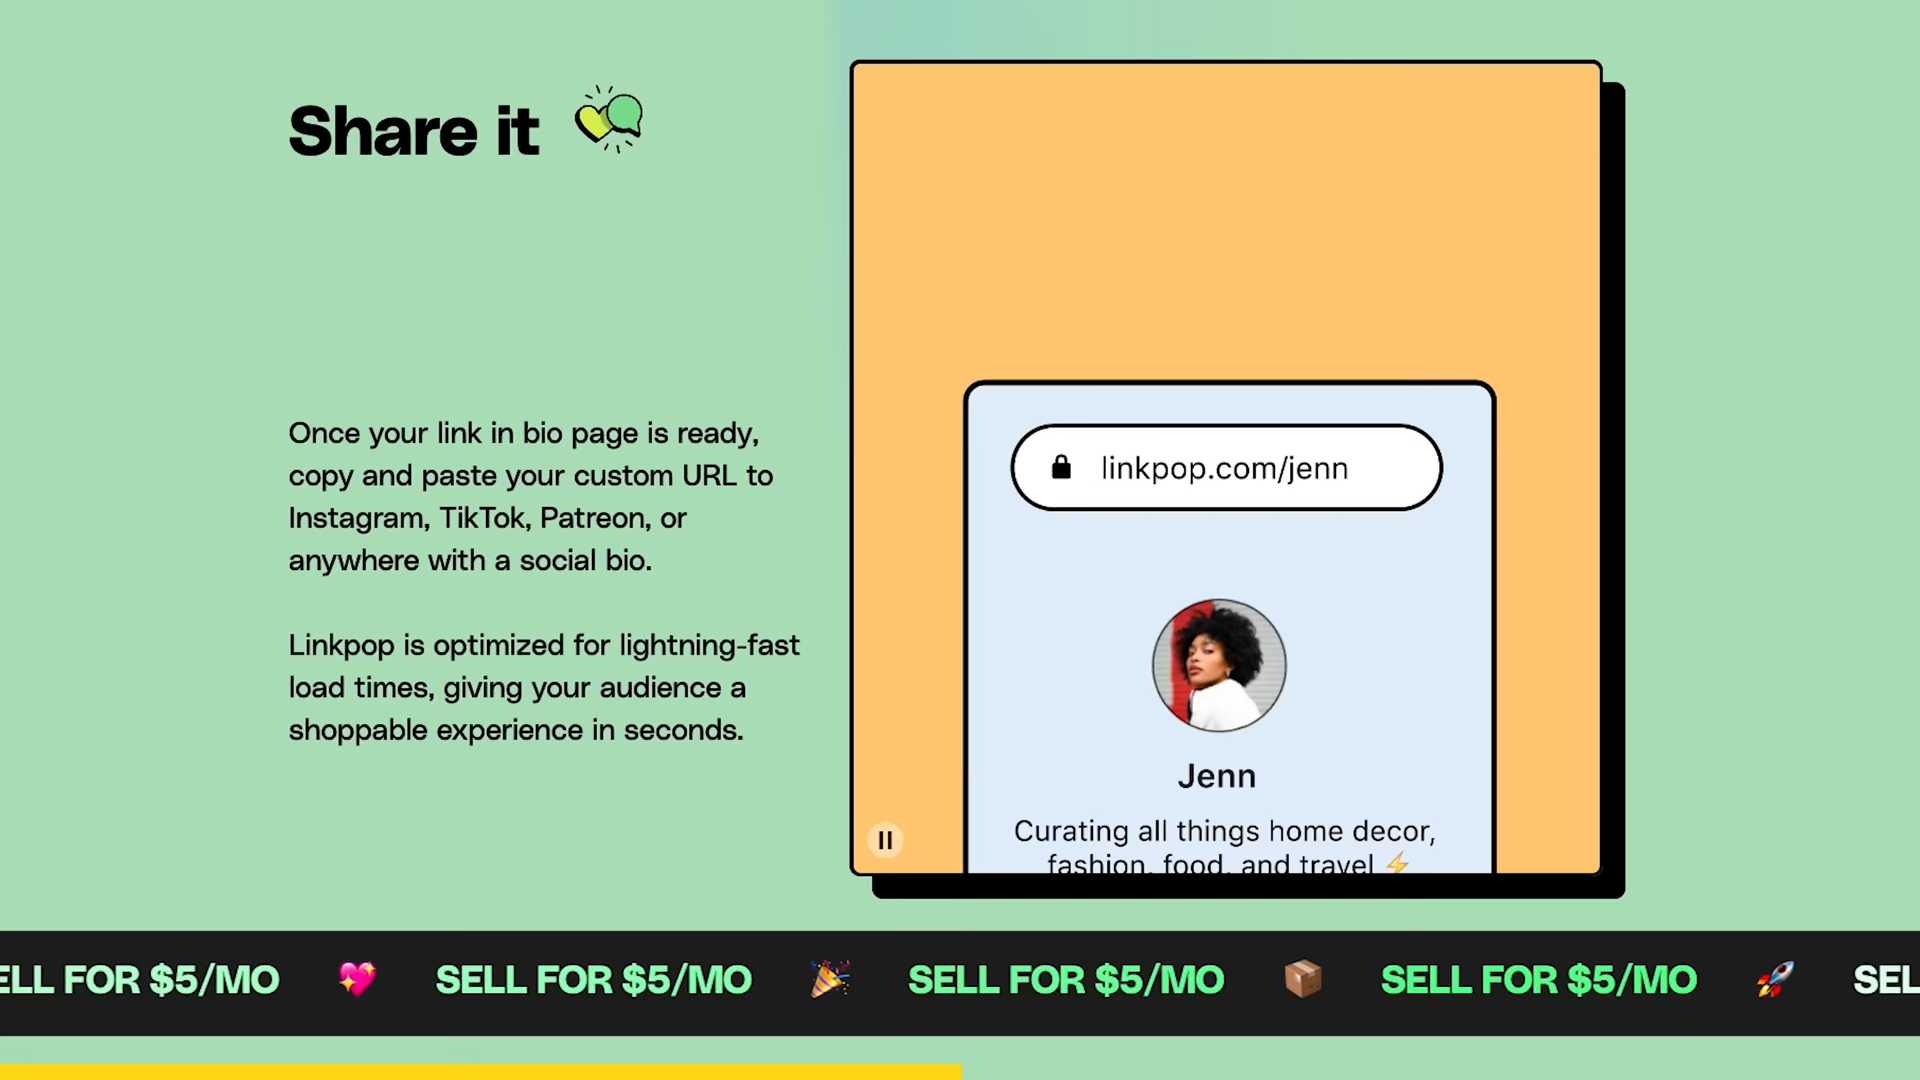 Share it
Once your link in bio page is ready,
copy and paste your custom URL to
Instagram, TikTok, Patreon, or
anywhere with a social bio.
Linkpop is optimized for lightning-fast
load times, giving your audience a
shoppable experience in seconds.
linkpop.com/jenn
Jenn
Curating all things home decor,
fashion, food, and travel ⚡
ELL FOR $5/MO 💖 SELL FOR $5/MO 🎉 SELL FOR $5/MO 📦 SELL FOR $5/MO 🚀 SEL